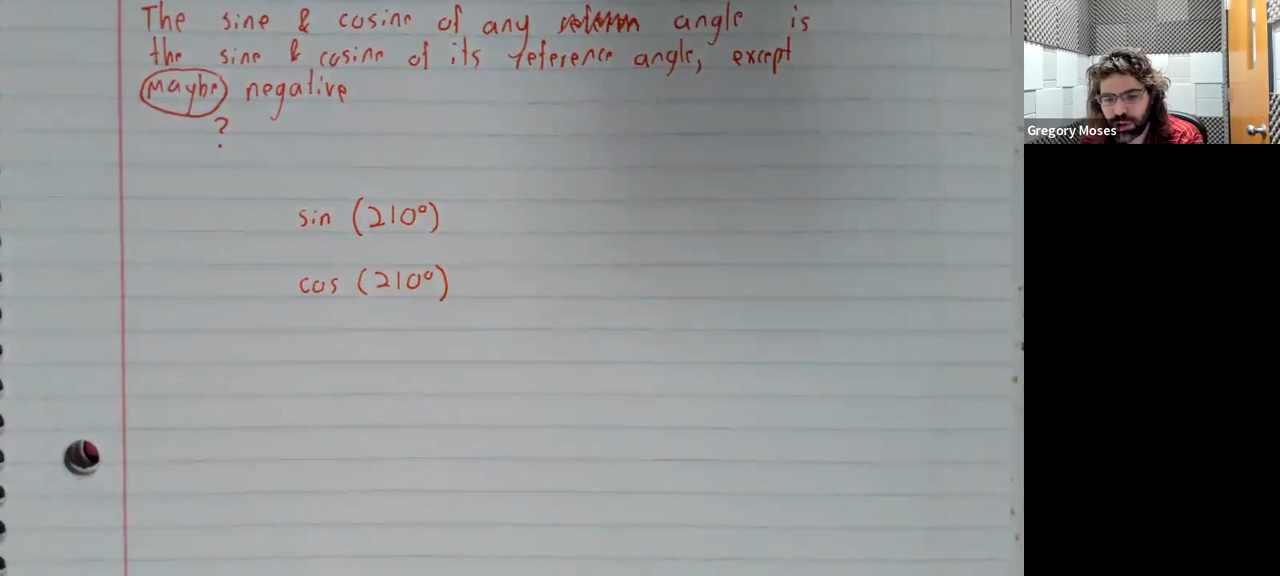 The sine & cosine of any angle is
the sine & cosine of its reference angle, except
maybe negative
?
sin (210°)
cos (210°)
Gregory Moses